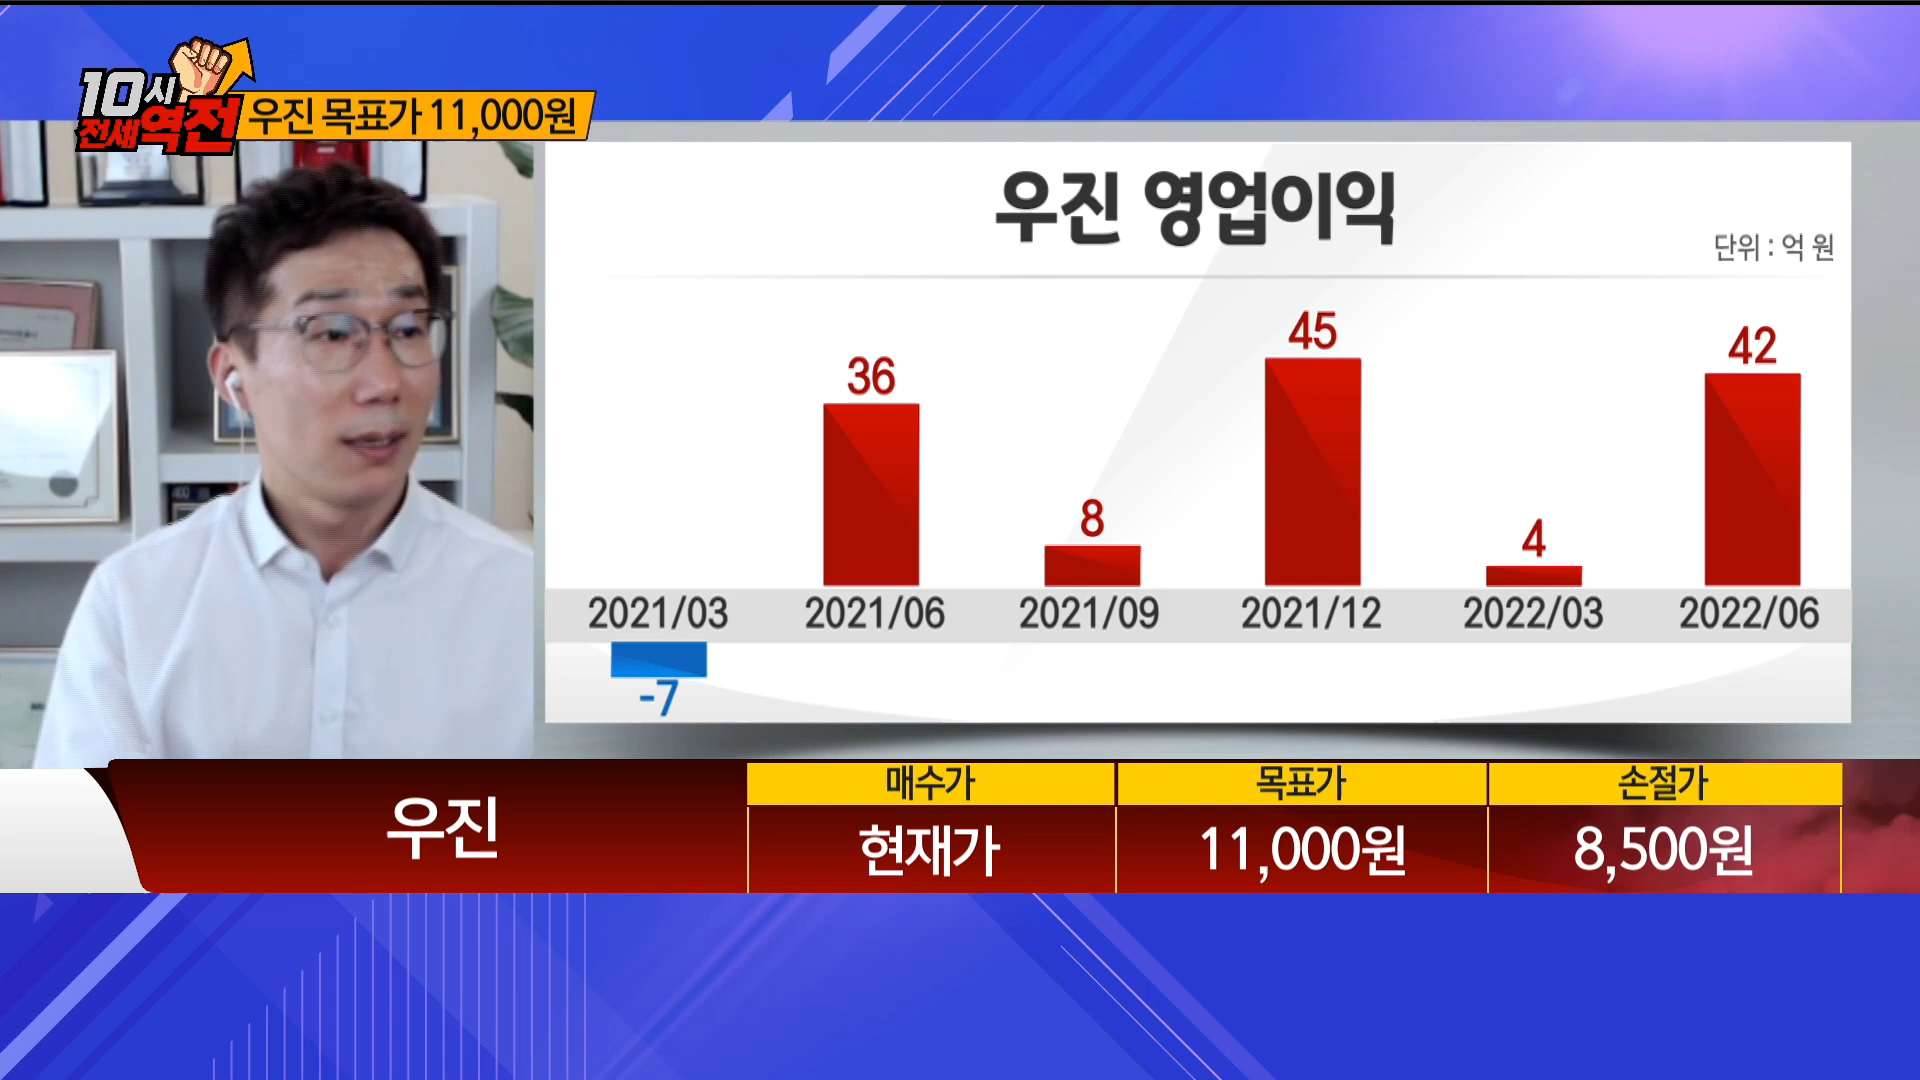 10시
전세역전
우진 목표가 11,000원
우진 영업이익
단위 : 억 원
36
8
45
4
42
2021/03
2021/06
2021/09
2021/12
2022/03
2022/06
-7
우진
매수가
목표가
손절가
현재가
11,000원
8,500원
400